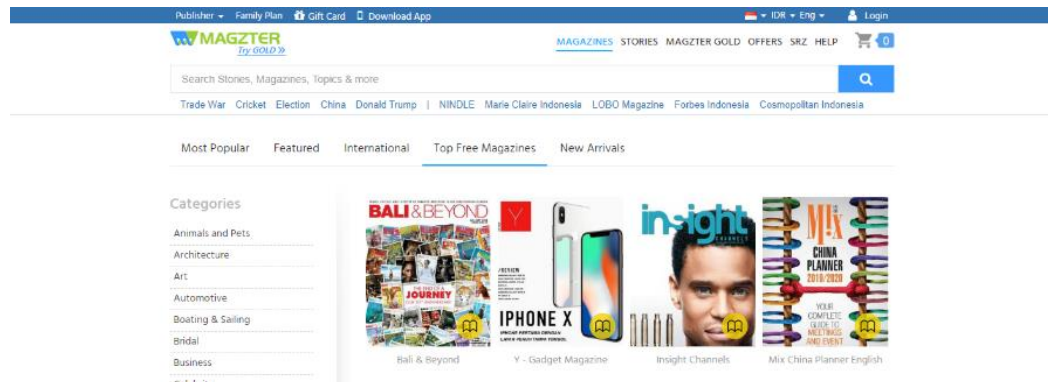 Publisher Family Plan Gift Card Download App IDR Eng Login
MAGZTER
Try GOLD »
MAGAZINES STORIES MAGZTER GOLD OFFERS SRZ HELP 0
Search Stories, Magazines, Topics & more
Trade War Cricket Election China Donald Trump | NINDLE Marie Claire Indonesia LOBO Magazine Forbes Indonesia Cosmopolitan Indonesia
Most Popular Featured International Top Free Magazines New Arrivals
Categories
Animals and Pets
Architecture
Art
Automotive
Boating & Sailing
Bridal
Business
BALI & BEYOND
THE END OF A
JOURNEY
Bali & Beyond
Y
IPHONE X
Y - Gadget Magazine
insight
CHANNELS
Insight Channels
Mix
CHINA
PLANNER
2019/2020
YOUR
COMPLETE
GUIDE TO
MEETINGS
AND EVENT
Mix China Planner English